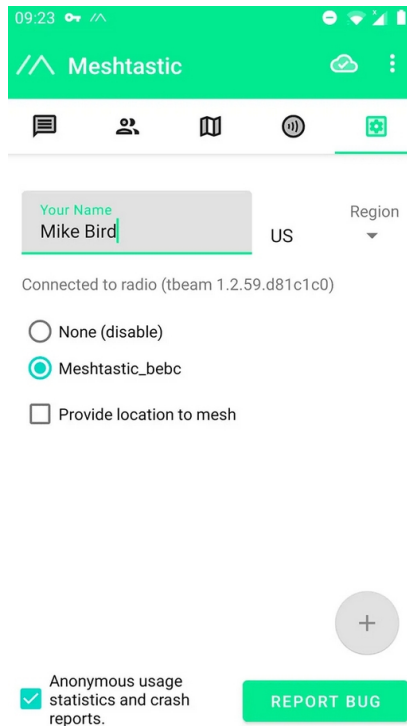 09:23
Meshtastic
Your Name
Mike Bird
US
Region
Connected to radio (tbeam 1.2.59.d81c1c0)
None (disable)
Meshtastic_bebc
Provide location to mesh
+
Anonymous usage
statistics and crash
reports.
REPORT BUG